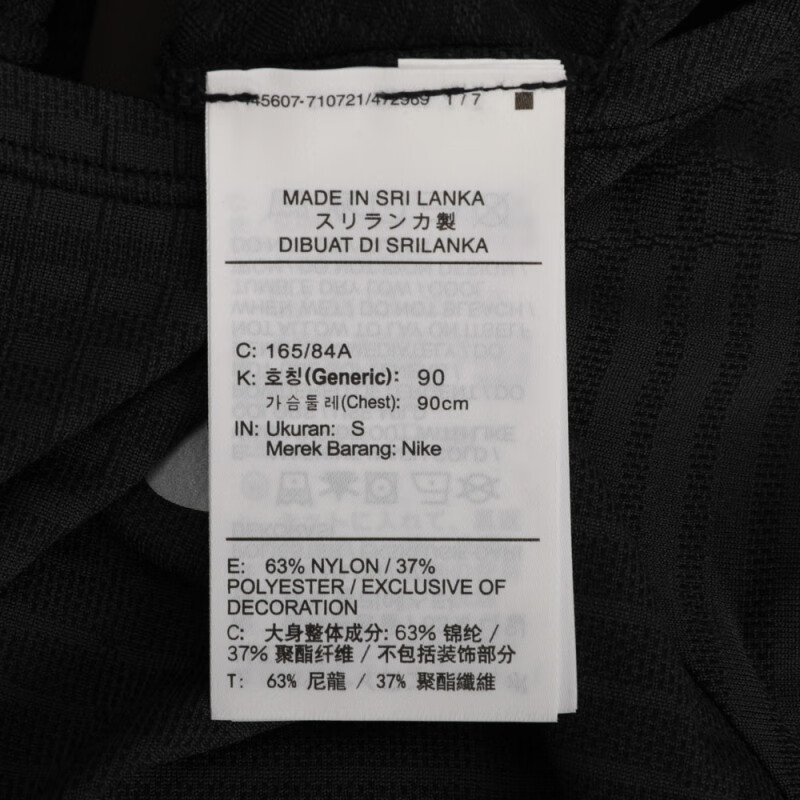 45607-710721/472569 1 / 7
MADE IN SRI LANKA
スリランカ製
DIBUAT DI SRILANKA
C: 165/84A
K: 호칭(Generic): 90
가슴둘레(Chest): 90cm
IN: Ukuran: S
Merek Barang: Nike
E: 63% NYLON / 37%
POLYESTER / EXCLUSIVE OF
DECORATION
C: 大身整体成分: 63% 锦纶 /
37% 聚酯纤维 / 不包括装饰部分
T: 63% 尼龍 / 37% 聚酯纖維